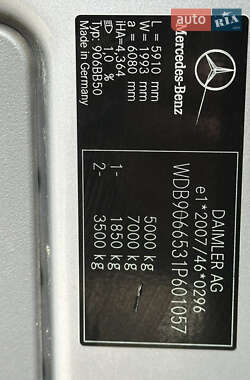 auto
RIA
.com
DAIMLER AG
e1*2007/46*0296
WDB9066531P601057
5000 kg
7000 kg
1- 1850 kg
2- 3500 kg
Mercedes-Benz
L = 5910 mm
W = 1993 mm
a = 6080 mm
iHA=4,364
1,0 %
Typ: 906BB50
Made in Germany